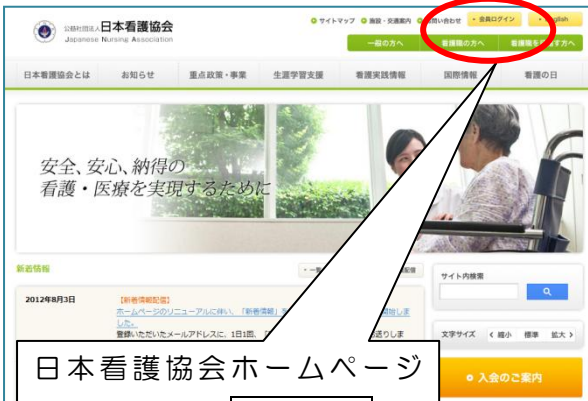 公益社団法人 日本看護協会
Japanese Nursing Association
サイトマップ 施設・交通案内 お問い合わせ 会員ログイン English
一般の方へ 看護職の方へ 看護職を
日本看護協会とは お知らせ 重点政策・事業 生涯学習支援 看護実践情報 国際情報 看護の日
安全、安心、納得の
看護・医療を実現するために
新着情報
サイト内検索
2012年8月3日
【新着情報配信】
ホームページのリニューアルに伴い、「新着情報」を
しました。
登録いただいたメールアドレスに、1日1回、
文字サイズ 縮小 標準 拡大
日本看護協会ホームページ
入会のご案内